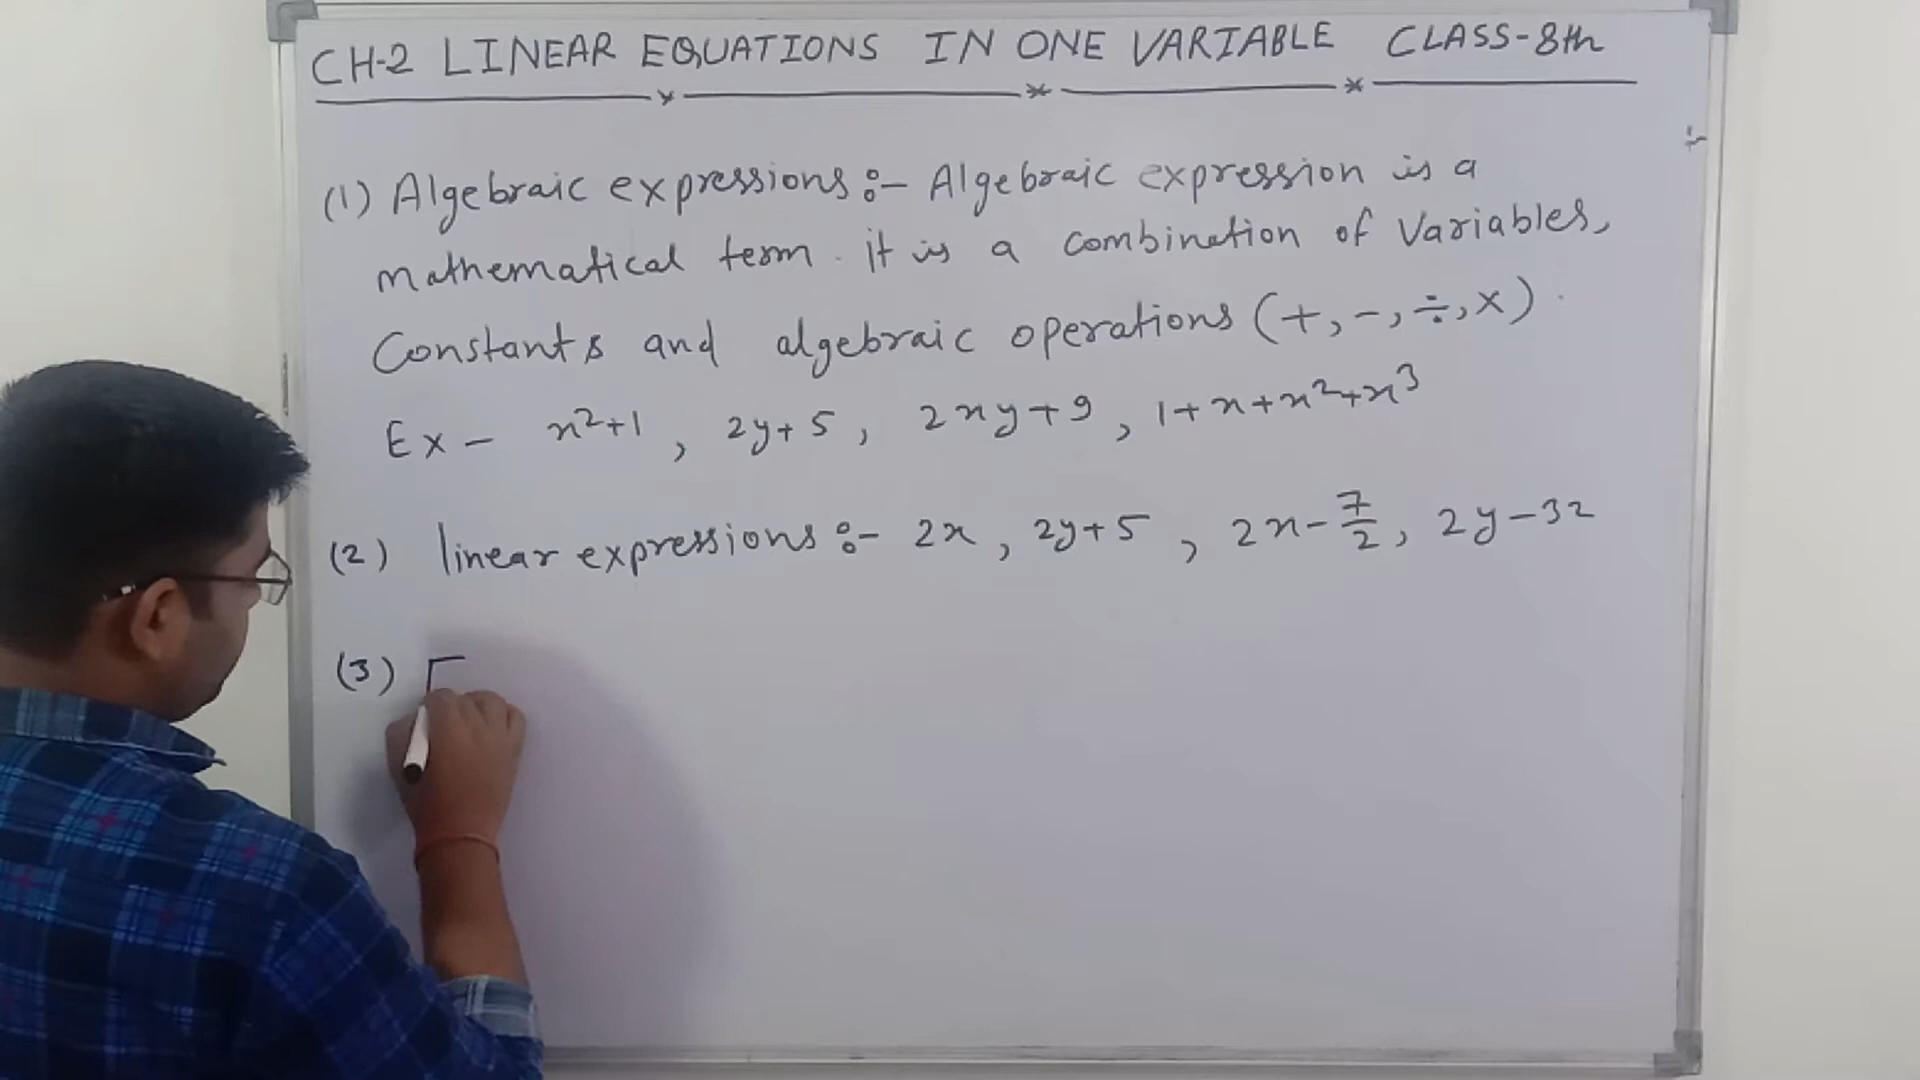 CH-2 LINEAR EQUATIONS IN ONE VARIABLE CLASS-8th
(1) Algebraic expressions :- Algebraic expression is a
mathematical term. it is a combination of variables,
Constants and algebraic operations (+, -, ÷, ×).
Ex - x²+1, 2y+5, 2xy+9, 1+x+x²+x³
(2) linear expressions :- 2x, 2y+5, 2x-7/2, 2y-3z
(3)